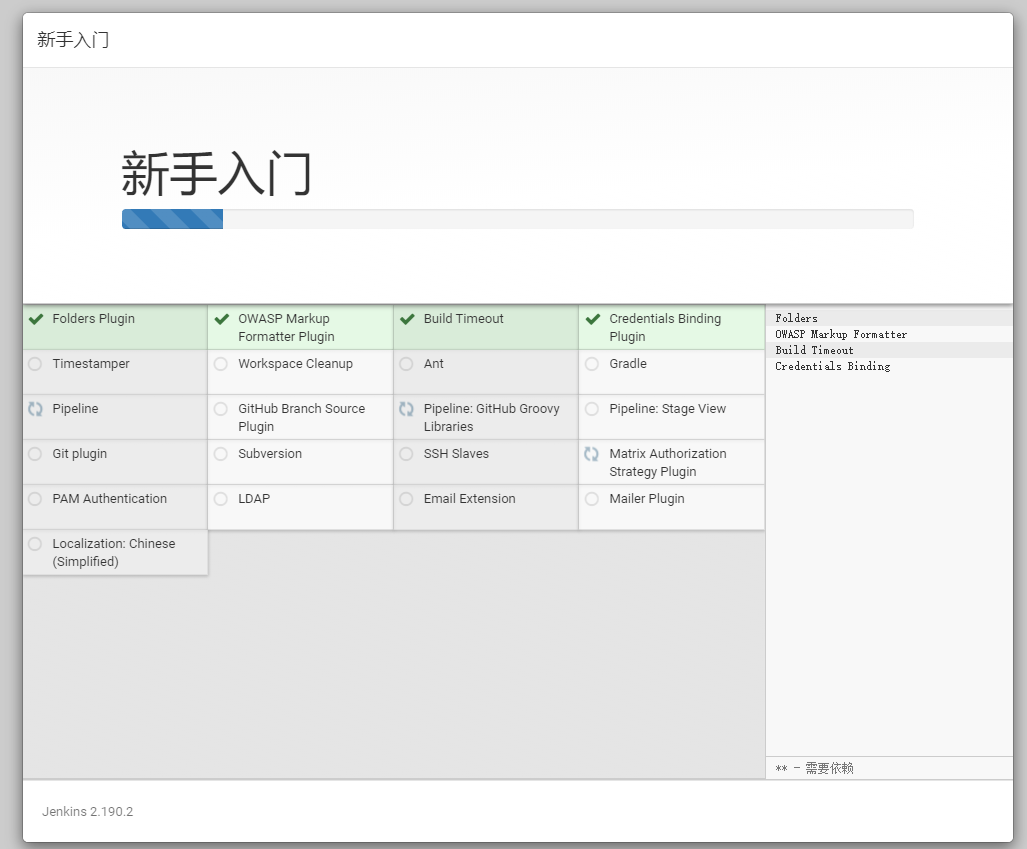 新手入门
新手入门
Folders Plugin
OWASP Markup
Formatter Plugin
Build Timeout
Credentials Binding
Plugin
Timestamper
Workspace Cleanup
Ant
Gradle
Pipeline
GitHub Branch Source
Plugin
Pipeline: GitHub Groovy
Libraries
Pipeline: Stage View
Git plugin
Subversion
SSH Slaves
Matrix Authorization
Strategy Plugin
PAM Authentication
LDAP
Email Extension
Mailer Plugin
Localization: Chinese
(Simplified)
Folders
OWASP Markup Formatter
Build Timeout
Credentials Binding
** - 需要依赖
Jenkins 2.190.2